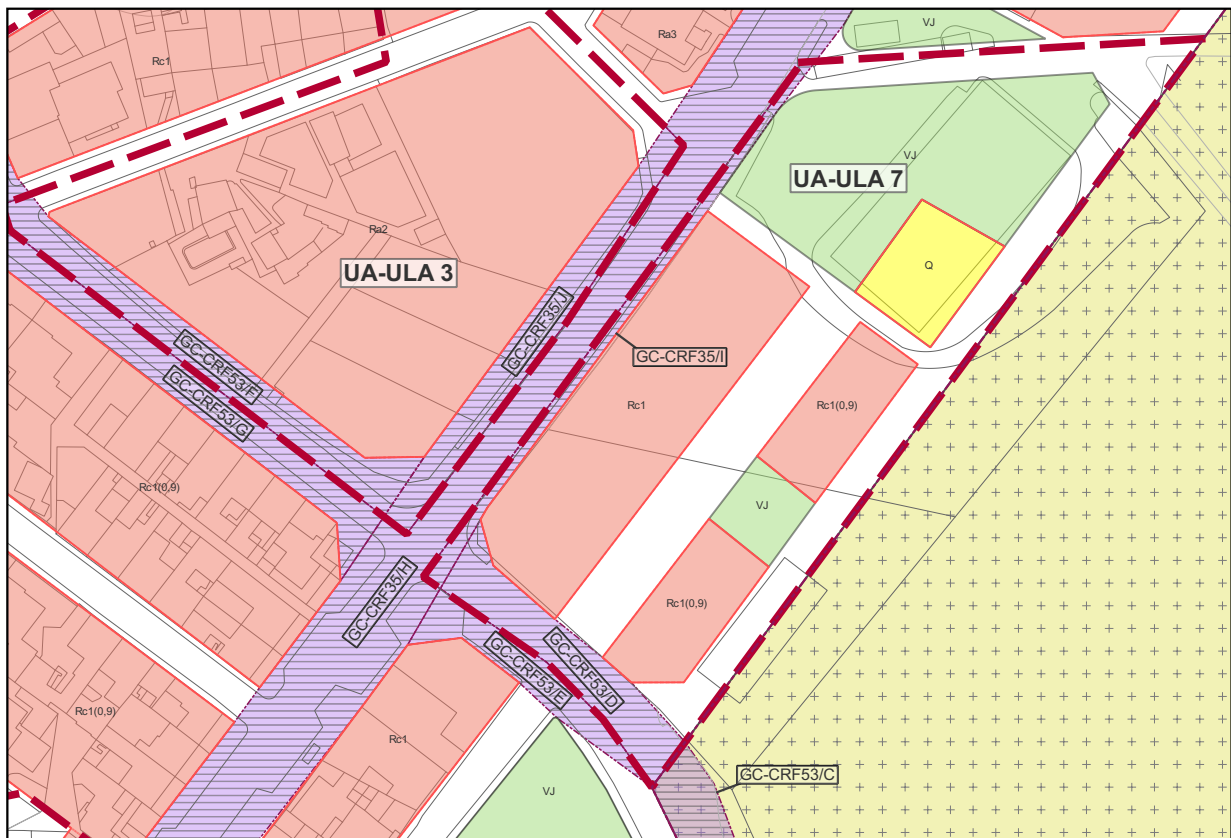 VJ
Ra3
Rc1
VJ
UA-ULA 7
Ra2
UA-ULA 3
Q
GC-CRF35/J
GC-CRF35/I
GC-CRF53/F
GC-CRF53/G
Rc1
Rc1(0,9)
Rc1(0,9)
VJ
GC-CRF35/H
Rc1(0,9)
GC-CRF53/D
GC-CRF53/E
Rc1(0,9)
Rc1
GC-CRF53/C
VJ